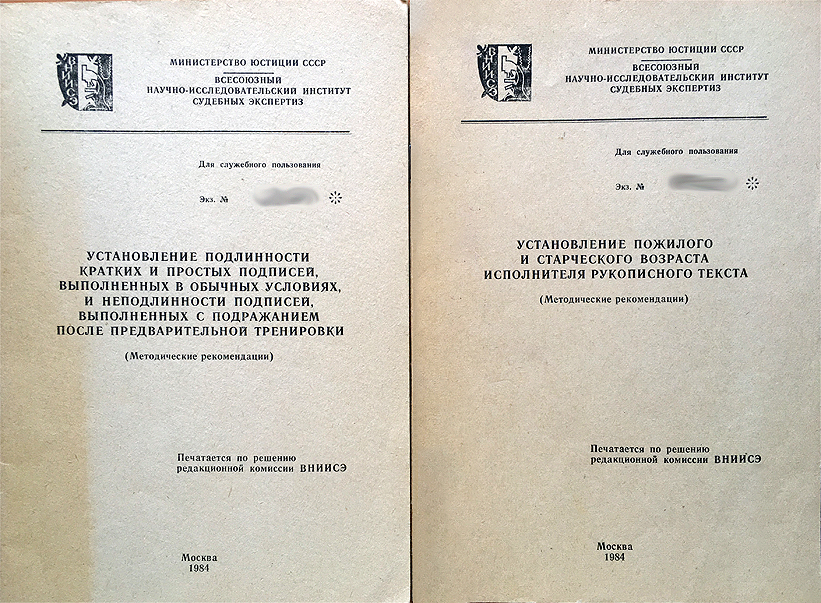 ВНИИСЭ
МИНИСТЕРСТВО ЮСТИЦИИ СССР
ВСЕСОЮЗНЫЙ
НАУЧНО-ИССЛЕДОВАТЕЛЬСКИЙ ИНСТИТУТ
СУДЕБНЫХ ЭКСПЕРТИЗ
Для служебного пользования
Экз. №
УСТАНОВЛЕНИЕ ПОДЛИННОСТИ
КРАТКИХ И ПРОСТЫХ ПОДПИСЕЙ,
ВЫПОЛНЕННЫХ В ОБЫЧНЫХ УСЛОВИЯХ,
И НЕПОДЛИННОСТИ ПОДПИСЕЙ,
ВЫПОЛНЕННЫХ С ПОДРАЖАНИЕМ
ПОСЛЕ ПРЕДВАРИТЕЛЬНОЙ ТРЕНИРОВКИ
(Методические рекомендации)
Печатается по решению
редакционной комиссии ВНИИСЭ
Москва
1984
ВНИИСЭ
МИНИСТЕРСТВО ЮСТИЦИИ СССР
ВСЕСОЮЗНЫЙ
НАУЧНО-ИССЛЕДОВАТЕЛЬСКИЙ ИНСТИТУТ
СУДЕБНЫХ ЭКСПЕРТИЗ
Для служебного пользования
Экз. №
УСТАНОВЛЕНИЕ ПОЖИЛОГО
И СТАРЧЕСКОГО ВОЗРАСТА
ИСПОЛНИТЕЛЯ РУКОПИСНОГО ТЕКСТА
(Методические рекомендации)
Печатается по решению
редакционной комиссии ВНИИСЭ
Москва
1984